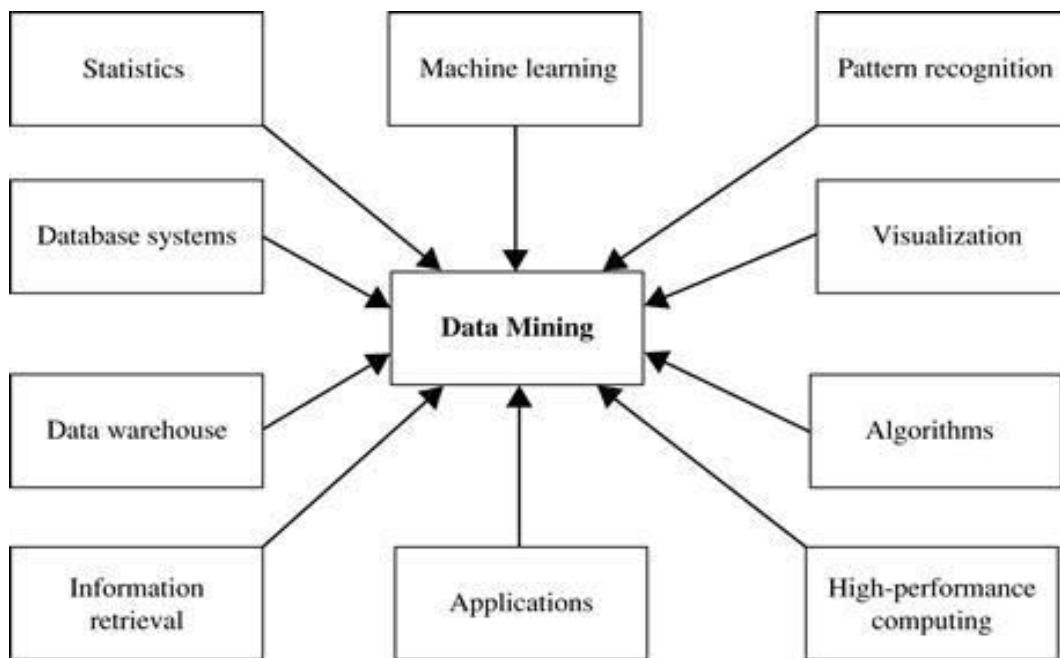 Statistics
Machine learning
Pattern recognition
Database systems
Visualization
Data Mining
Data warehouse
Algorithms
Information
retrieval
Applications
High-performance
computing